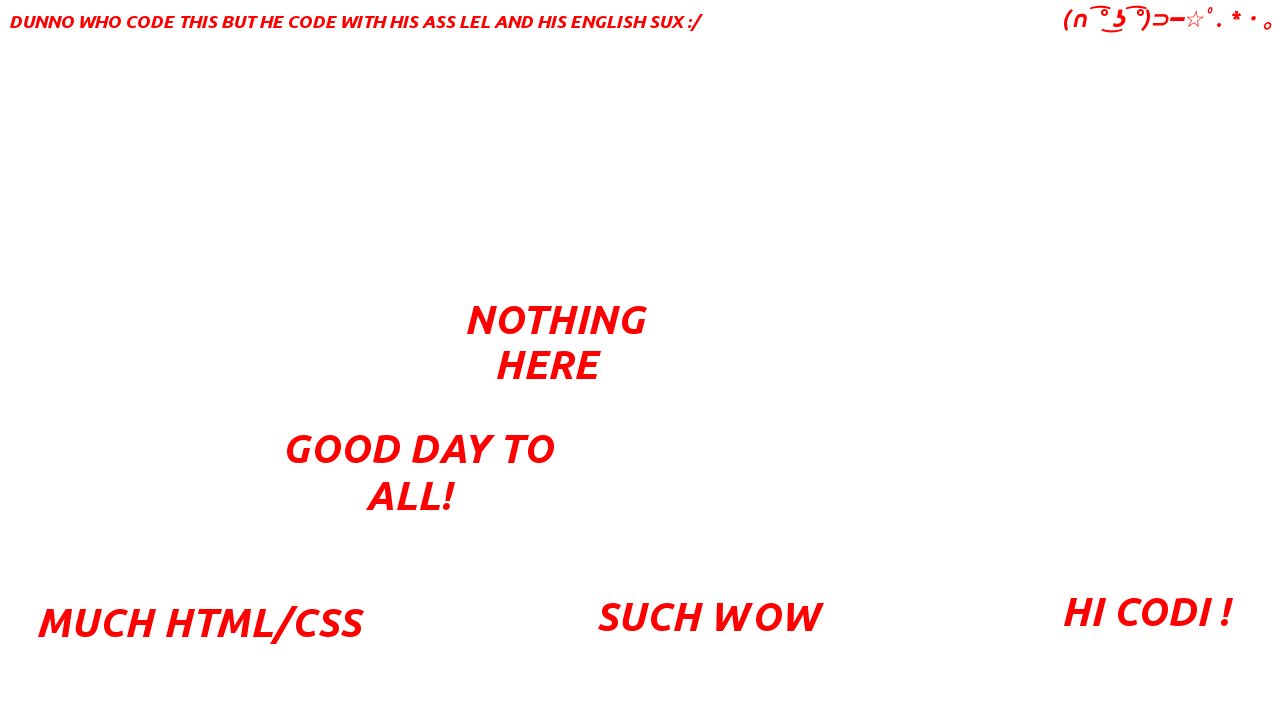 DUNNO WHO CODE THIS BUT HE CODE WITH HIS ASS LEL AND HIS ENGLISH SUX :/
(∩ ͡° ͜ʖ ͡°)⊃━☆ﾟ. * ･ ｡
NOTHING
HERE
GOOD DAY TO
ALL!
MUCH HTML/CSS
SUCH WOW
HI CODI !